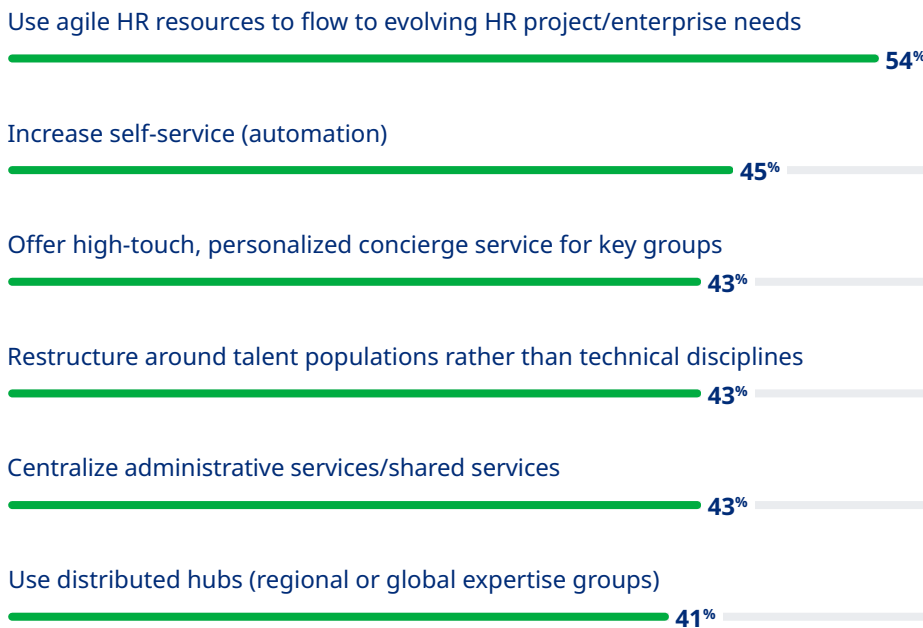 Use agile HR resources to flow to evolving HR project/enterprise needs
54%
Increase self-service (automation)
45%
Offer high-touch, personalized concierge service for key groups
43%
Restructure around talent populations rather than technical disciplines
43%
Centralize administrative services/shared services
43%
Use distributed hubs (regional or global expertise groups)
41%